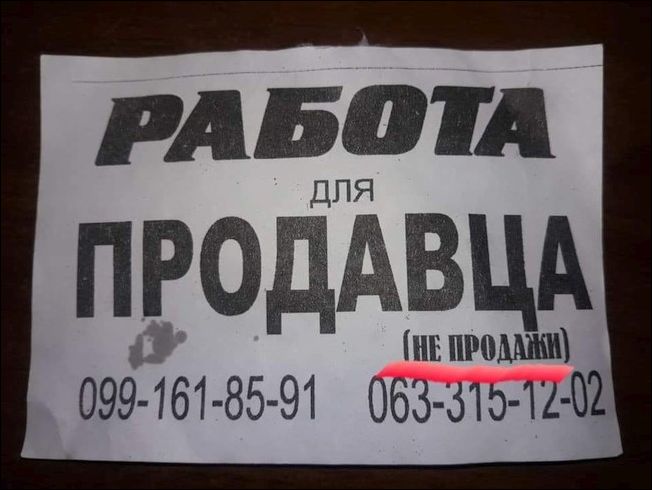 РАБОТА
для
ПРОДАВЦА
(НЕ ПРОДАЖИ)
099-161-85-91 063-315-12-02